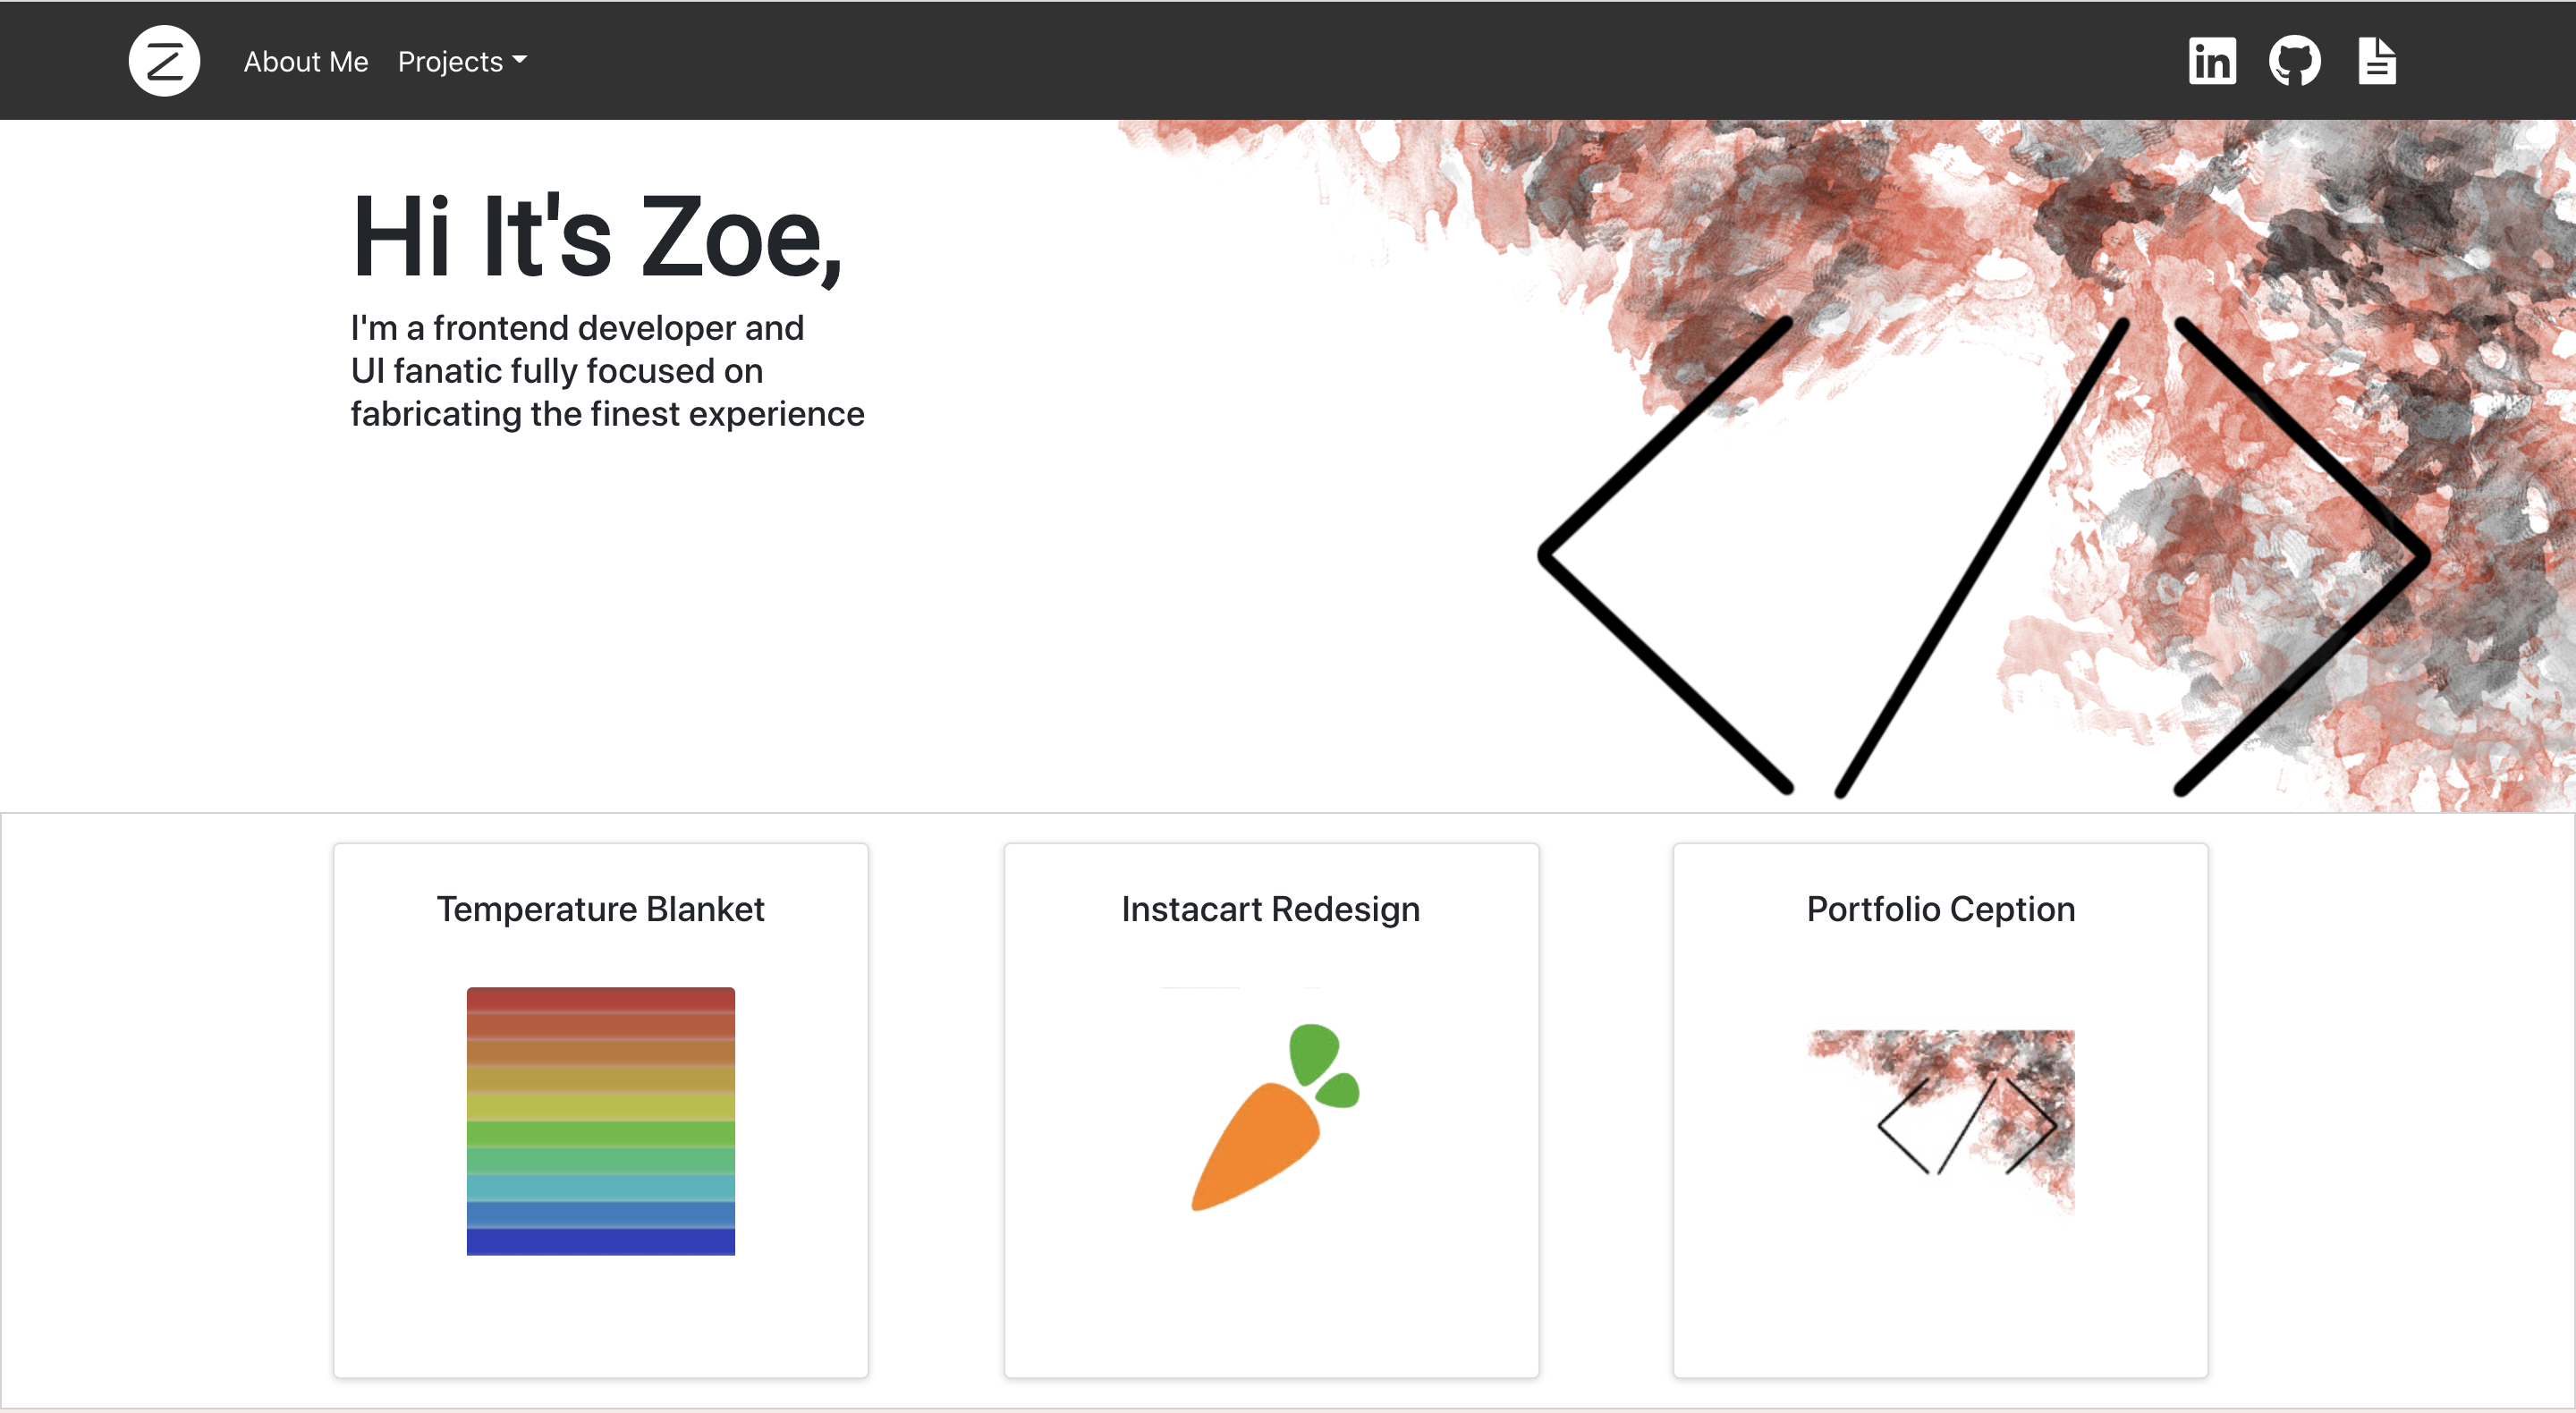 Z
About Me
Projects
in
Hi It's Zoe,
I'm a frontend developer and
UI fanatic fully focused on
fabricating the finest experience
Temperature Blanket
Instacart Redesign
Portfolio Ception